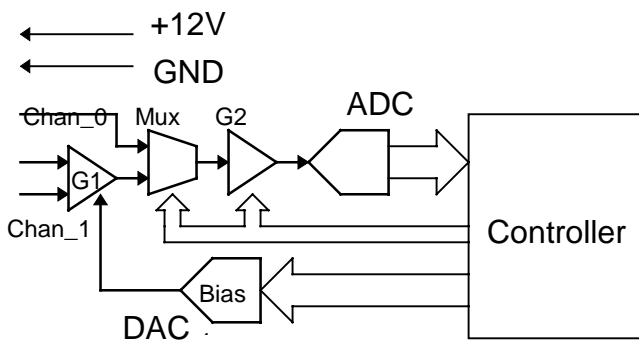 +12V
GND
Chan_0
Mux
G2
ADC
G1
Chan_1
Controller
Bias
DAC